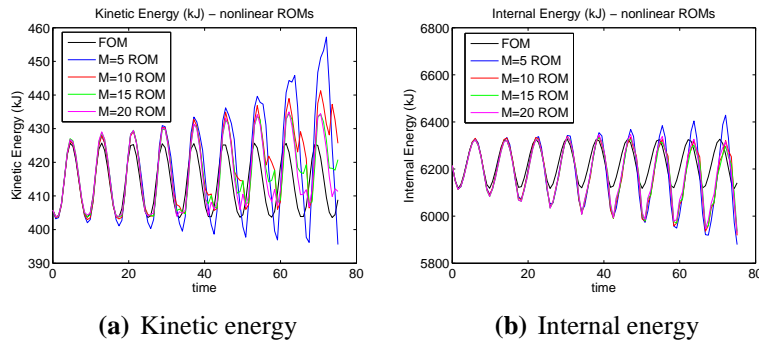 Kinetic Energy (kJ) − nonlinear ROMs
460
450
440
430
420
410
400
390
Kinetic Energy (kJ)
FOM
M=5 ROM
M=10 ROM
M=15 ROM
M=20 ROM
0
20
40
60
80
time
(a) Kinetic energy
Internal Energy (kJ) − nonlinear ROMs
6800
6600
6400
6200
6000
5800
Internal Energy (kJ)
FOM
M=5 ROM
M=10 ROM
M=15 ROM
M=20 ROM
0
20
40
60
80
time
(b) Internal energy